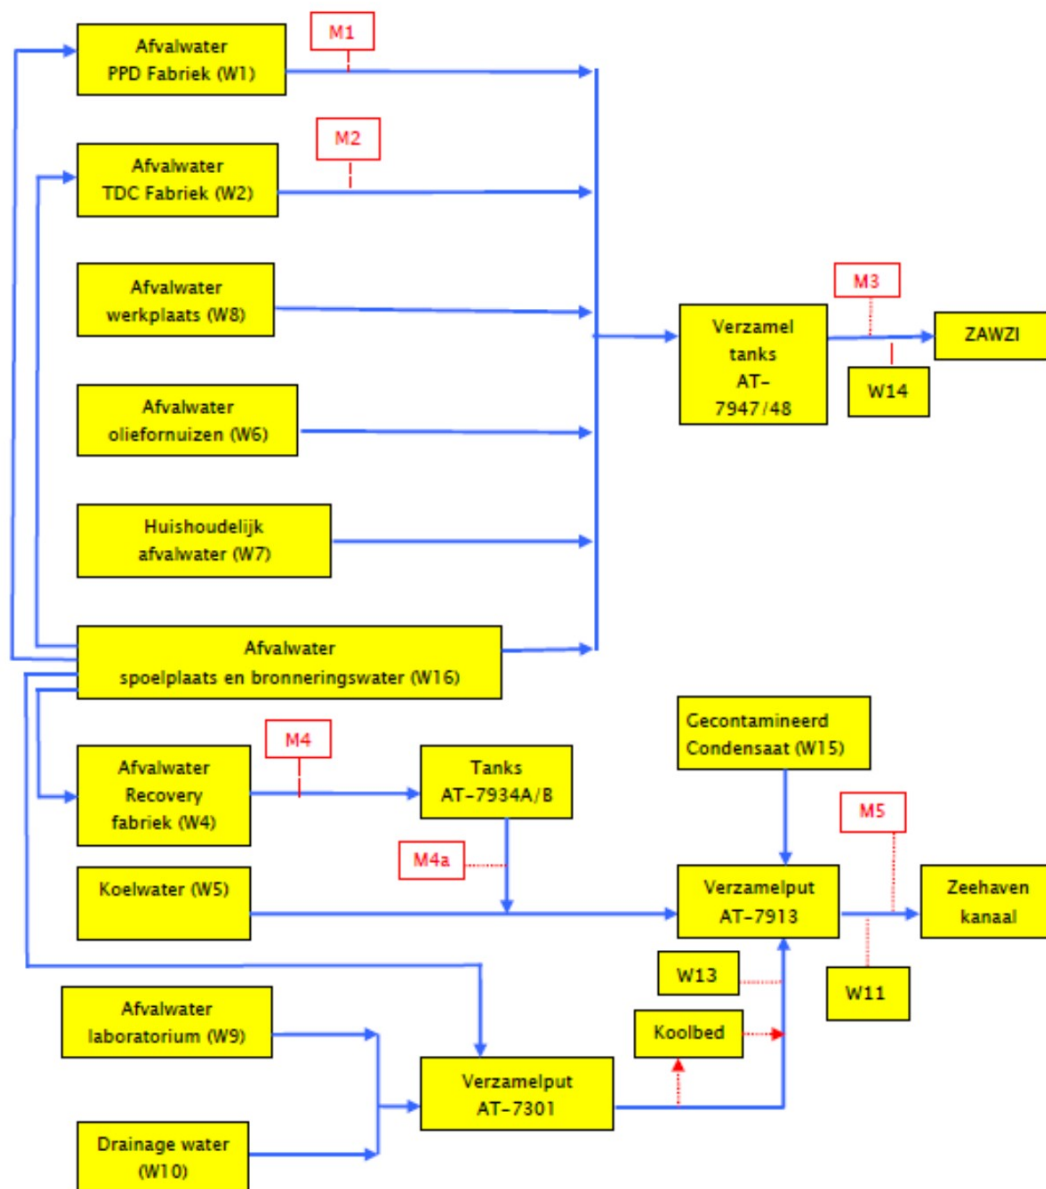 Afvalwater
PPD Fabriek (W1)
M1
Afvalwater
TDC Fabriek (W2)
M2
Afvalwater
werkplaats (W8)
Verzamel
tanks
AT-
7947/48
M3
W14
ZAWZI
Afvalwater
oliefornuizen (W6)
Huishoudelijk
afvalwater (W7)
Afvalwater
spoelplaats en bronneringswater (W16)
Afvalwater
Recovery
fabriek (W4)
M4
Tanks
AT-7934A/B
M4a
Gecontamineerd
Condensaat (W15)
Koelwater (W5)
Verzamelput
AT-7913
M5
Zeehaven
kanaal
W13
W11
Koolbed
Afvalwater
laboratorium (W9)
Verzamelput
AT-7301
Drainage water
(W10)